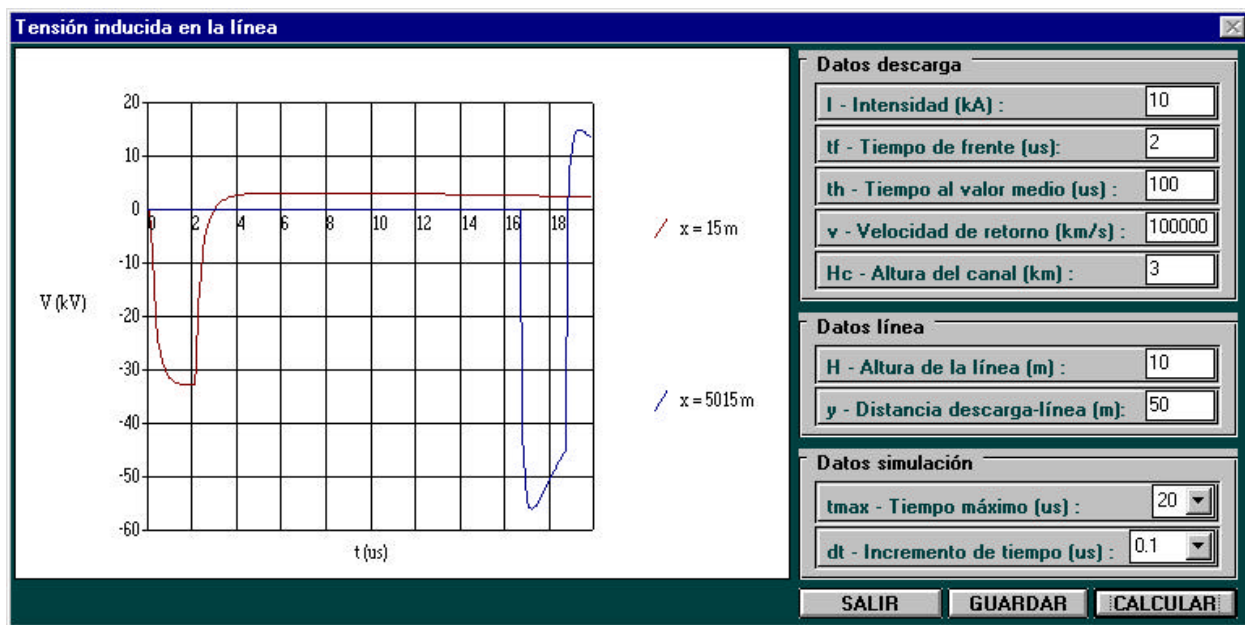 Tensión inducida en la línea
20
10
0
-10
-20
-30
-40
-50
-60
0 2 4 6 8 10 12 14 16 18
V (kV)
t (us)
x = 15 m
x = 5015 m
Datos descarga
I - Intensidad (kA) : 10
tf - Tiempo de frente (us): 2
th - Tiempo al valor medio (us) : 100
v - Velocidad de retorno (km/s) : 100000
Hc - Altura del canal (km) : 3
Datos línea
H - Altura de la línea (m) : 10
y - Distancia descarga-línea (m): 50
Datos simulación
tmax - Tiempo máximo (us) : 20
dt - Incremento de tiempo (us) : 0.1
SALIR GUARDAR CALCULAR